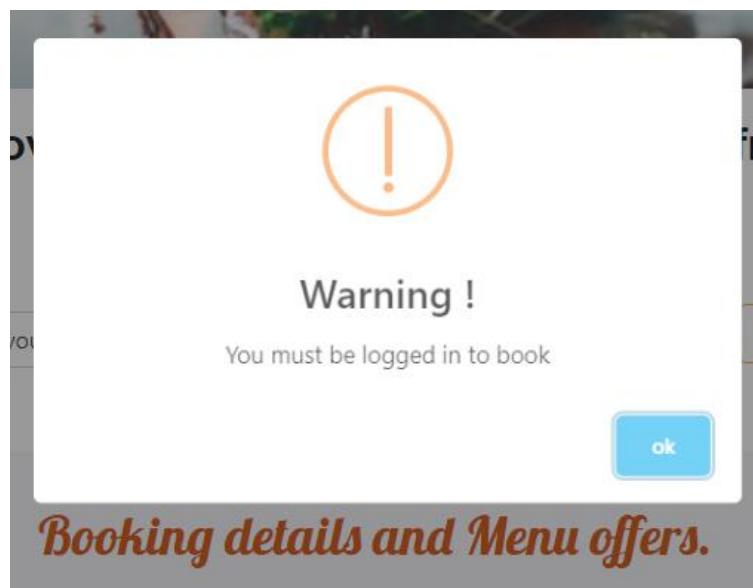 Warning !
You must be logged in to book
ok
Booking details and Menu offers.